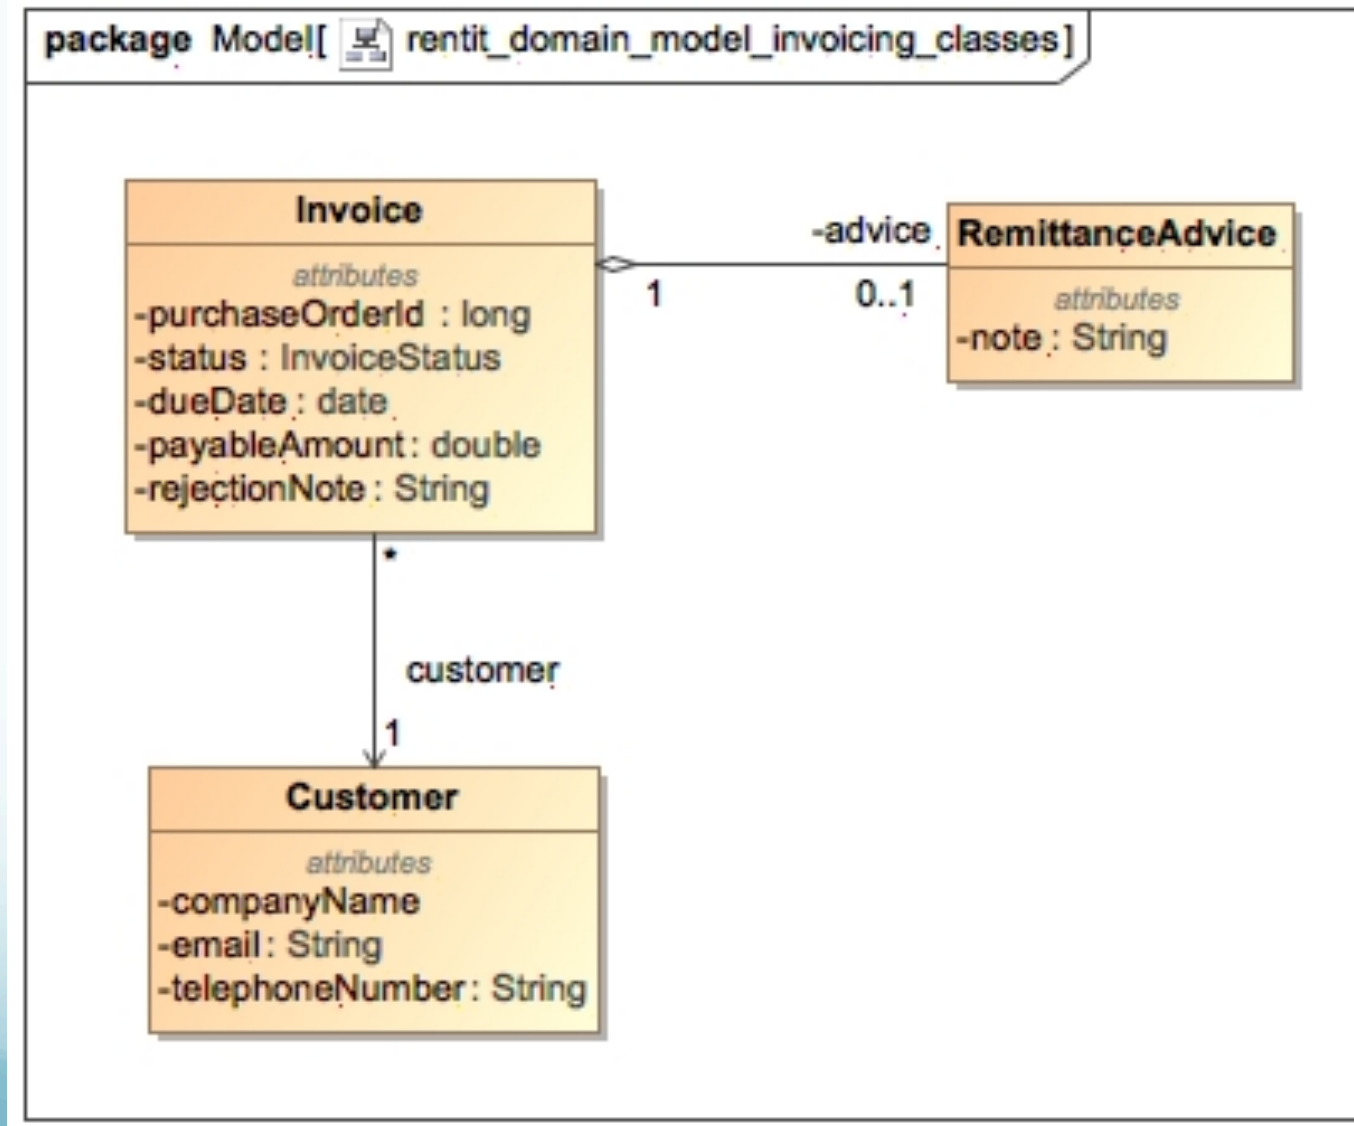 package Model[ rentit_domain_model_invoicing_classes]
Invoice
attributes
-purchaseOrderId : long
-status : InvoiceStatus
-dueDate : date
-payableAmount : double
-rejectionNote : String
-advice
1
0..1
RemittanceAdvice
attributes
-note : String
*
customer
1
Customer
attributes
-companyName
-email : String
-telephoneNumber : String